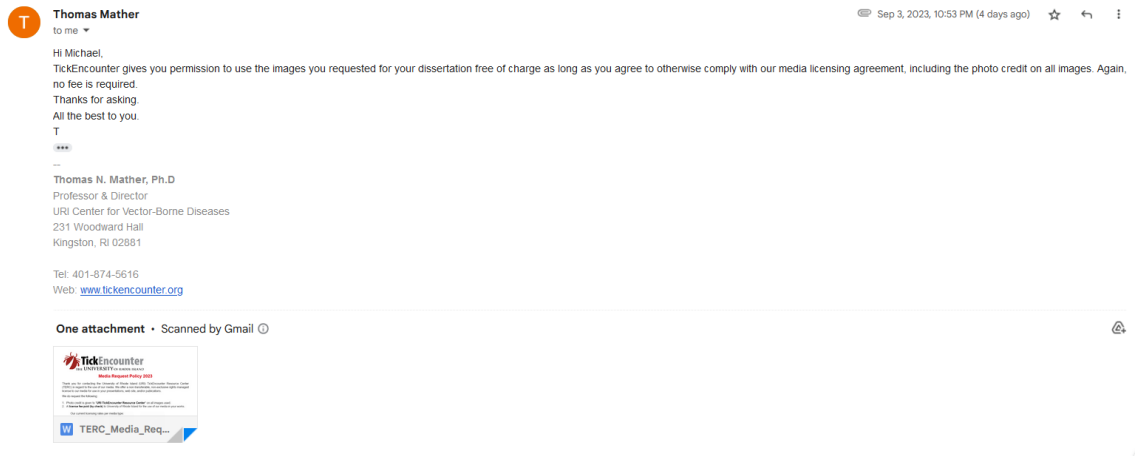 T
Thomas Mather
Sep 3, 2023, 10:53 PM (4 days ago)
to me
Hi Michael,
TickEncounter gives you permission to use the images you requested for your dissertation free of charge as long as you agree to otherwise comply with our media licensing agreement, including the photo credit on all images. Again,
no fee is required.
Thanks for asking.
All the best to you.
T
--
Thomas N. Mather, Ph.D
Professor & Director
URI Center for Vector-Borne Diseases
231 Woodward Hall
Kingston, RI 02881
Tel: 401-874-5616
Web: www.tickencounter.org
One attachment • Scanned by Gmail
TickEncounter
THE UNIVERSITY OF RHODE ISLAND
Media Request Policy 2023
W TERC_Media_Req...